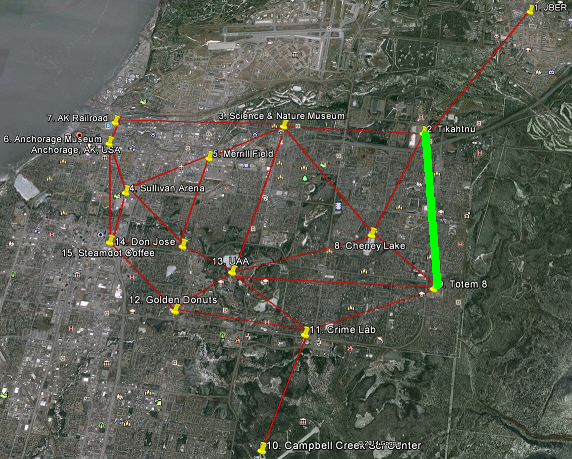 1. JBER
3. Science & Nature Museum
7. AK Railroad
2. Tikahtnu
6. Anchorage Museum
Anchorage, AK, USA
5. Merrill Field
4. Sullivan Arena
14. Don Jose
8. Cheney Lake
15. Steamdot Coffee
13. UAA
Totem 8
12. Golden Donuts
11. Crime Lab
10. Campbell Creek